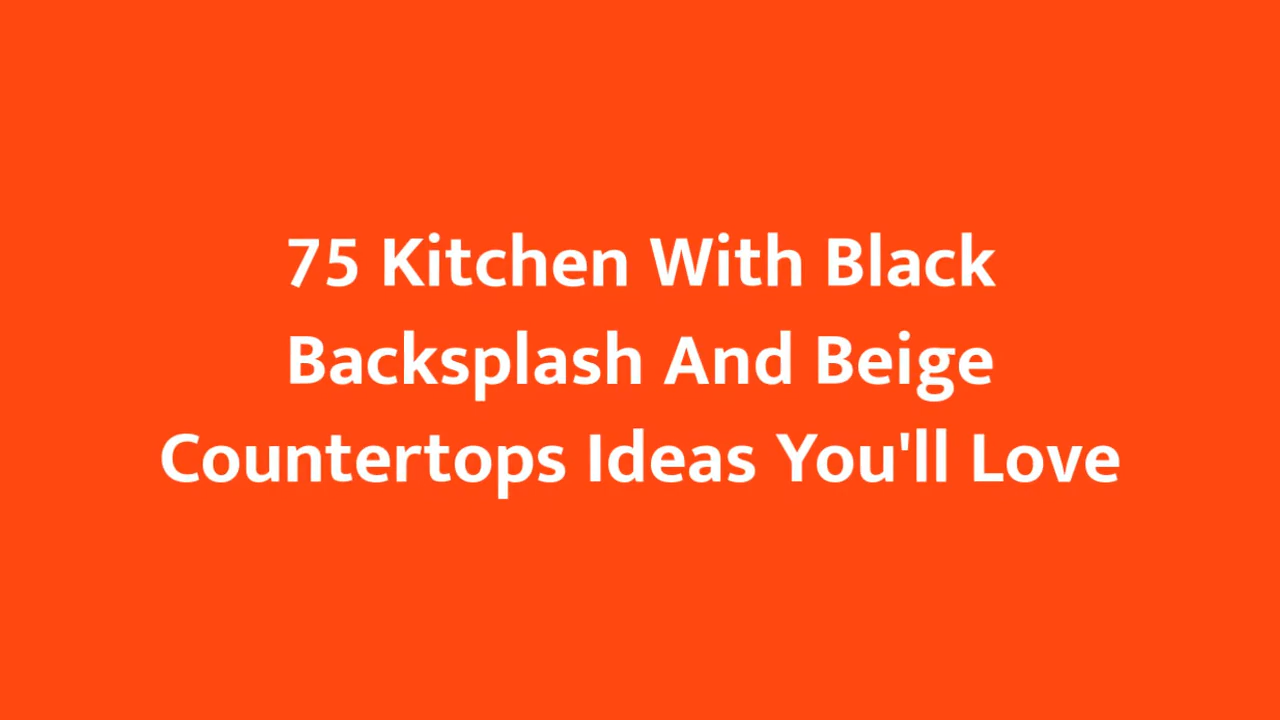 75 Kitchen With Black
Backsplash And Beige
Countertops Ideas You'll Love